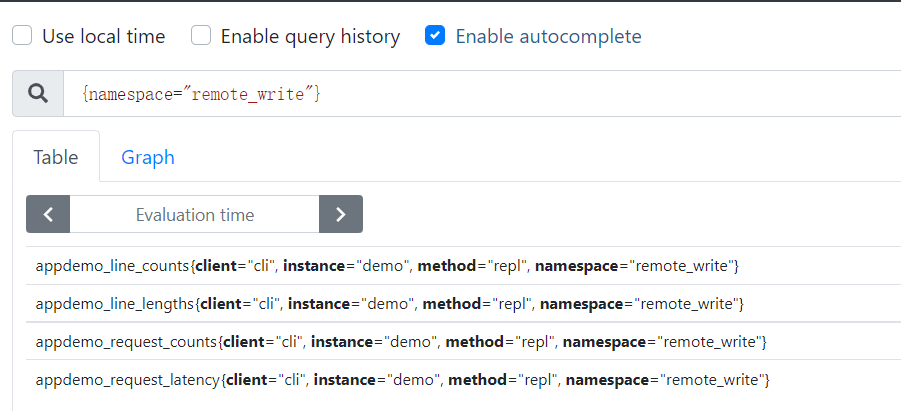 Use local time Enable query history Enable autocomplete
{namespace="remote_write"}
Table Graph
Evaluation time
appdemo_line_counts{client="cli", instance="demo", method="repl", namespace="remote_write"}
appdemo_line_lengths{client="cli", instance="demo", method="repl", namespace="remote_write"}
appdemo_request_counts{client="cli", instance="demo", method="repl", namespace="remote_write"}
appdemo_request_latency{client="cli", instance="demo", method="repl", namespace="remote_write"}